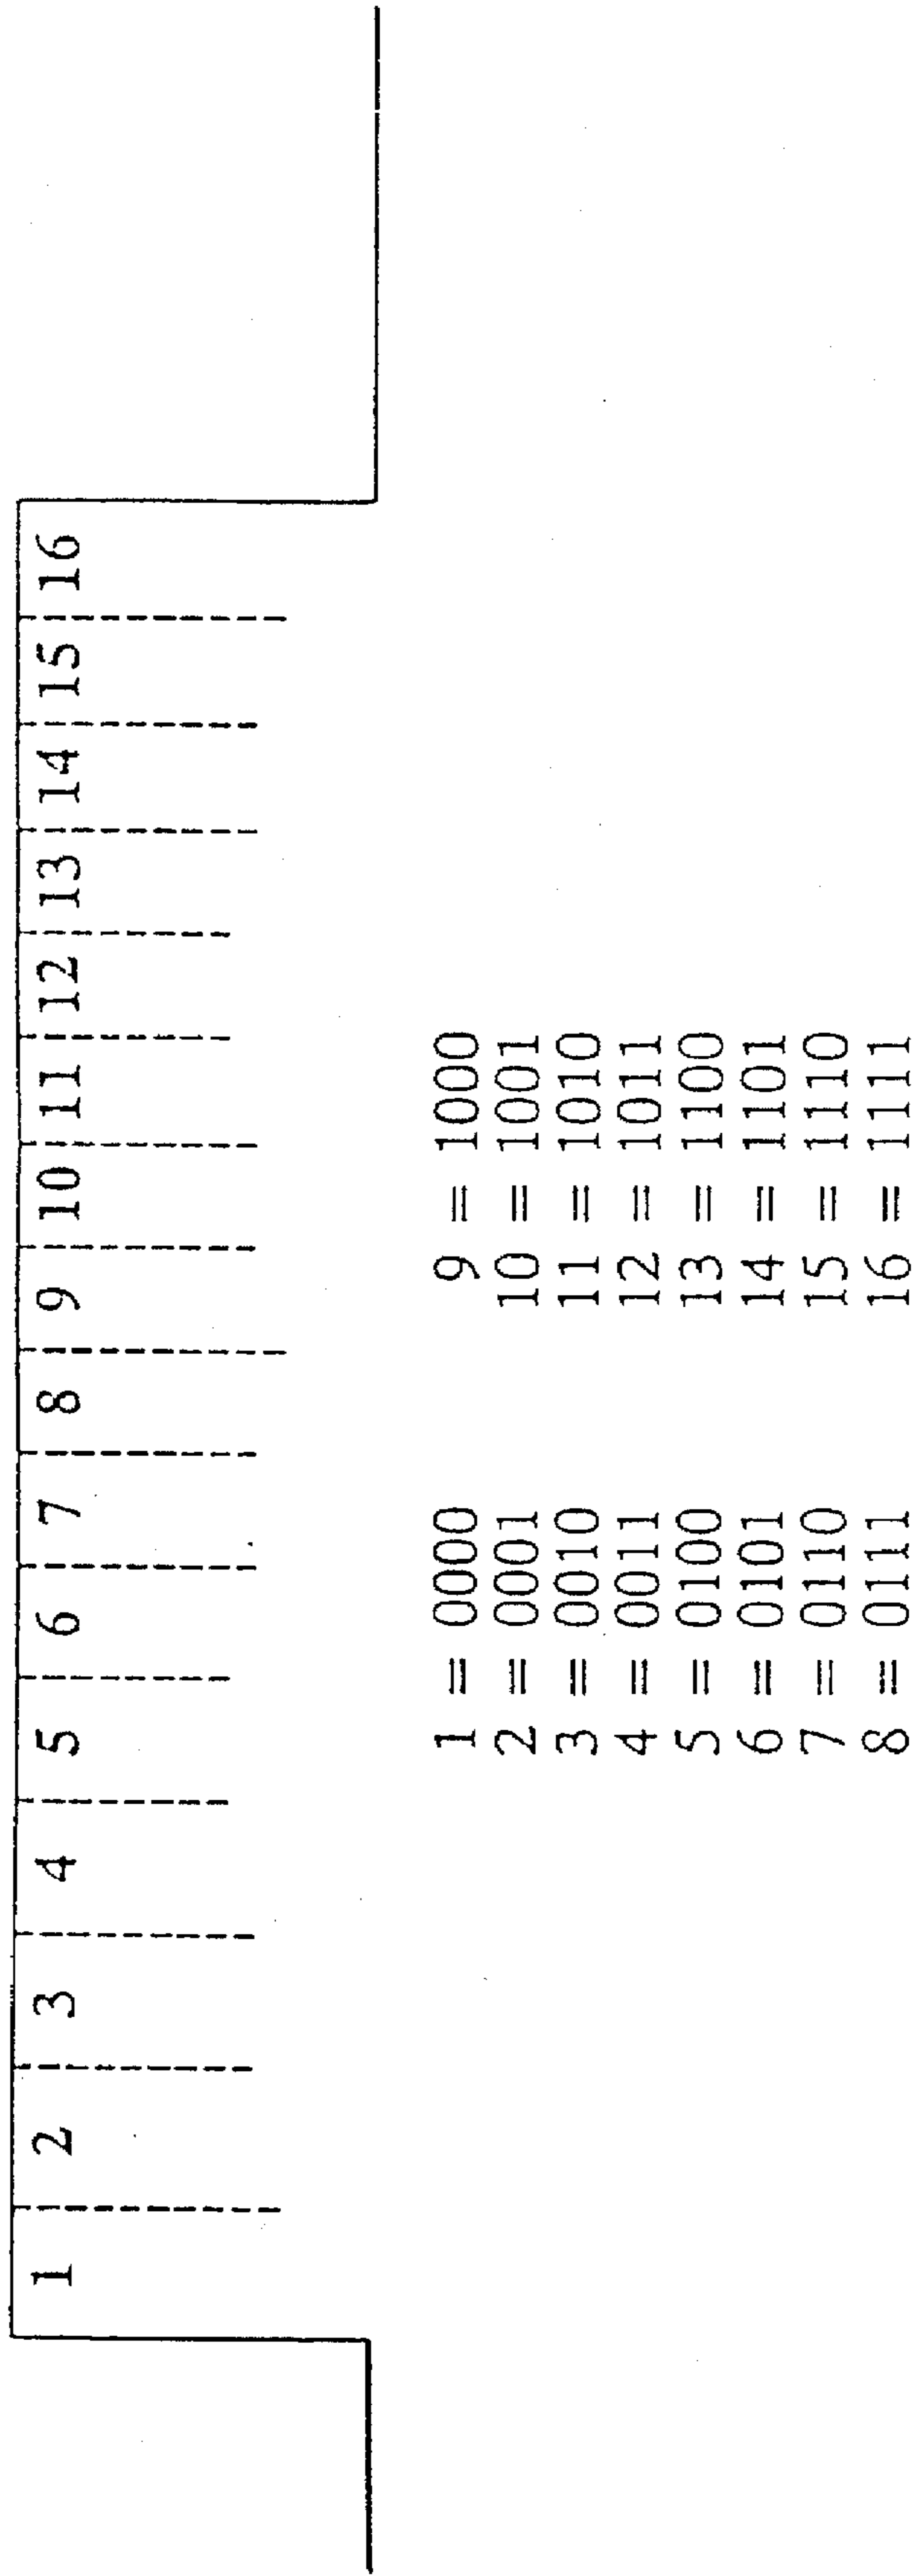 1 2 3 4 5 6 7 8 9 10 11 12 13 14 15 16
1 = 0000
2 = 0001
3 = 0010
4 = 0011
5 = 0100
6 = 0101
7 = 0110
8 = 0111
9 = 1000
10 = 1001
11 = 1010
12 = 1011
13 = 1100
14 = 1101
15 = 1110
16 = 1111